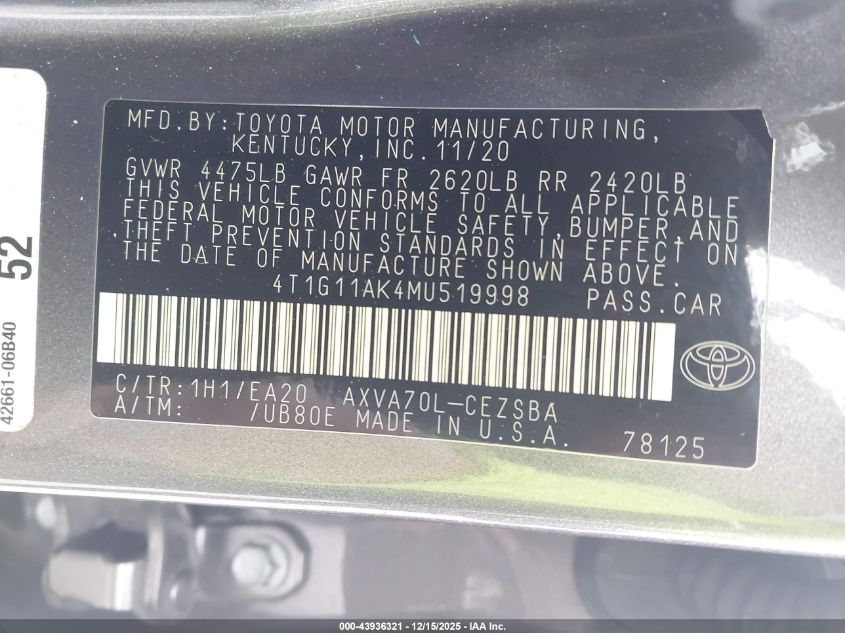 MFD.BY:TOYOTA MOTOR MANUFACTURING,
KENTUCKY,INC.11/20
GVWR 4475LB GAWR FR 2620LB RR 2420LB
THIS VEHICLE CONFORMS TO ALL APPLICABLE
FEDERAL MOTOR VEHICLE SAFETY,BUMPER,AND
THEFT PREVENTION STANDARDS IN EFFECT ON
THE DATE OF MANUFACTURE SHOWN ABOVE.
4T1G11AK4MU519998 PASS.CAR
C/TR:1H1/EA20 AXVA70L-CEZSBA
A/TM: /UB80E MADE IN U.S.A.
78125
52
42661-06B40
000-43936321 - 12/15/2025 - IAA Inc.